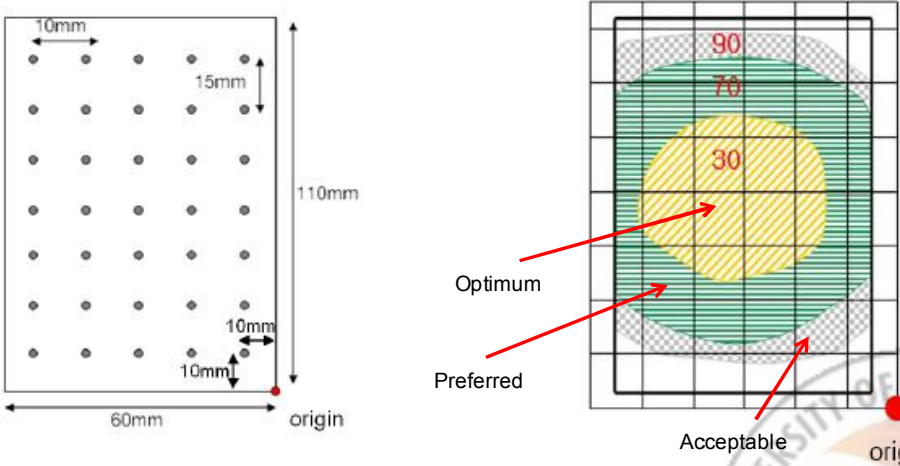 10mm
15mm
110mm
10mm
10mm
60mm
origin
90
70
30
Optimum
Preferred
Acceptable